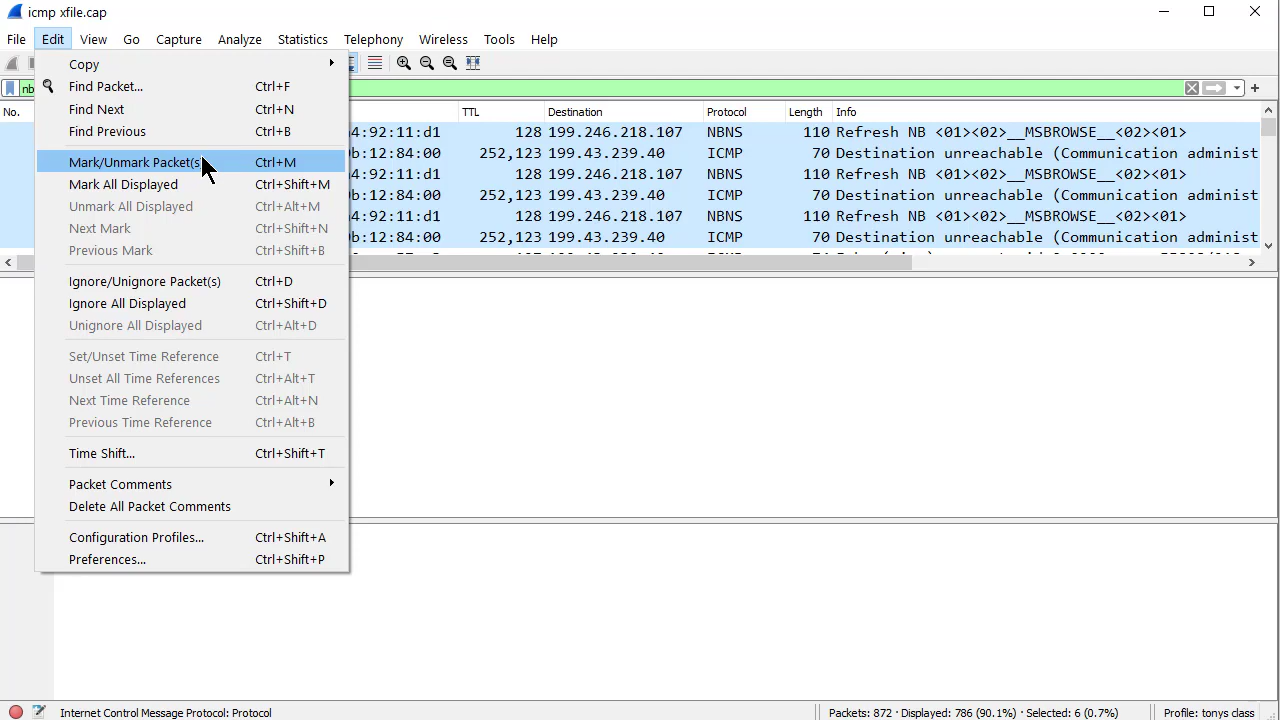 icmp xfile.cap
File Edit View Go Capture Analyze Statistics Telephony Wireless Tools Help
nb
No. TTL Destination Protocol Length Info
4:92:11:d1 128 199.246.218.107 NBNS 110 Refresh NB <01><02>__MSBROWSE__<02><01>
b:12:84:00 252,123 199.43.239.40 ICMP 70 Destination unreachable (Communication administ
128 199.246.218.107 NBNS 110 Refresh NB <01><02>__MSBROWSE__<02><01>
252,123 199.43.239.40 ICMP 70 Destination unreachable (Communication administ
4:92:11:d1 128 199.246.218.107 NBNS 110 Refresh NB <01><02>__MSBROWSE__<02><01>
b:12:84:00 252,123 199.43.239.40 ICMP 70 Destination unreachable (Communication administ
Copy
Find Packet... Ctrl+F
Find Next Ctrl+N
Find Previous Ctrl+B
Mark/Unmark Packet(s) Ctrl+M
Mark All Displayed Ctrl+Shift+M
Unmark All Displayed Ctrl+Alt+M
Next Mark Ctrl+Shift+N
Previous Mark Ctrl+Shift+B
Ignore/Unignore Packet(s) Ctrl+D
Ignore All Displayed Ctrl+Shift+D
Unignore All Displayed Ctrl+Alt+D
Set/Unset Time Reference Ctrl+T
Unset All Time References Ctrl+Alt+T
Next Time Reference Ctrl+Alt+N
Previous Time Reference Ctrl+Alt+B
Time Shift... Ctrl+Shift+T
Packet Comments
Delete All Packet Comments
Configuration Profiles... Ctrl+Shift+A
Preferences... Ctrl+Shift+P
Internet Control Message Protocol: Protocol
Packets: 872 · Displayed: 786 (90.1%) · Selected: 6 (0.7%)
Profile: tonys class